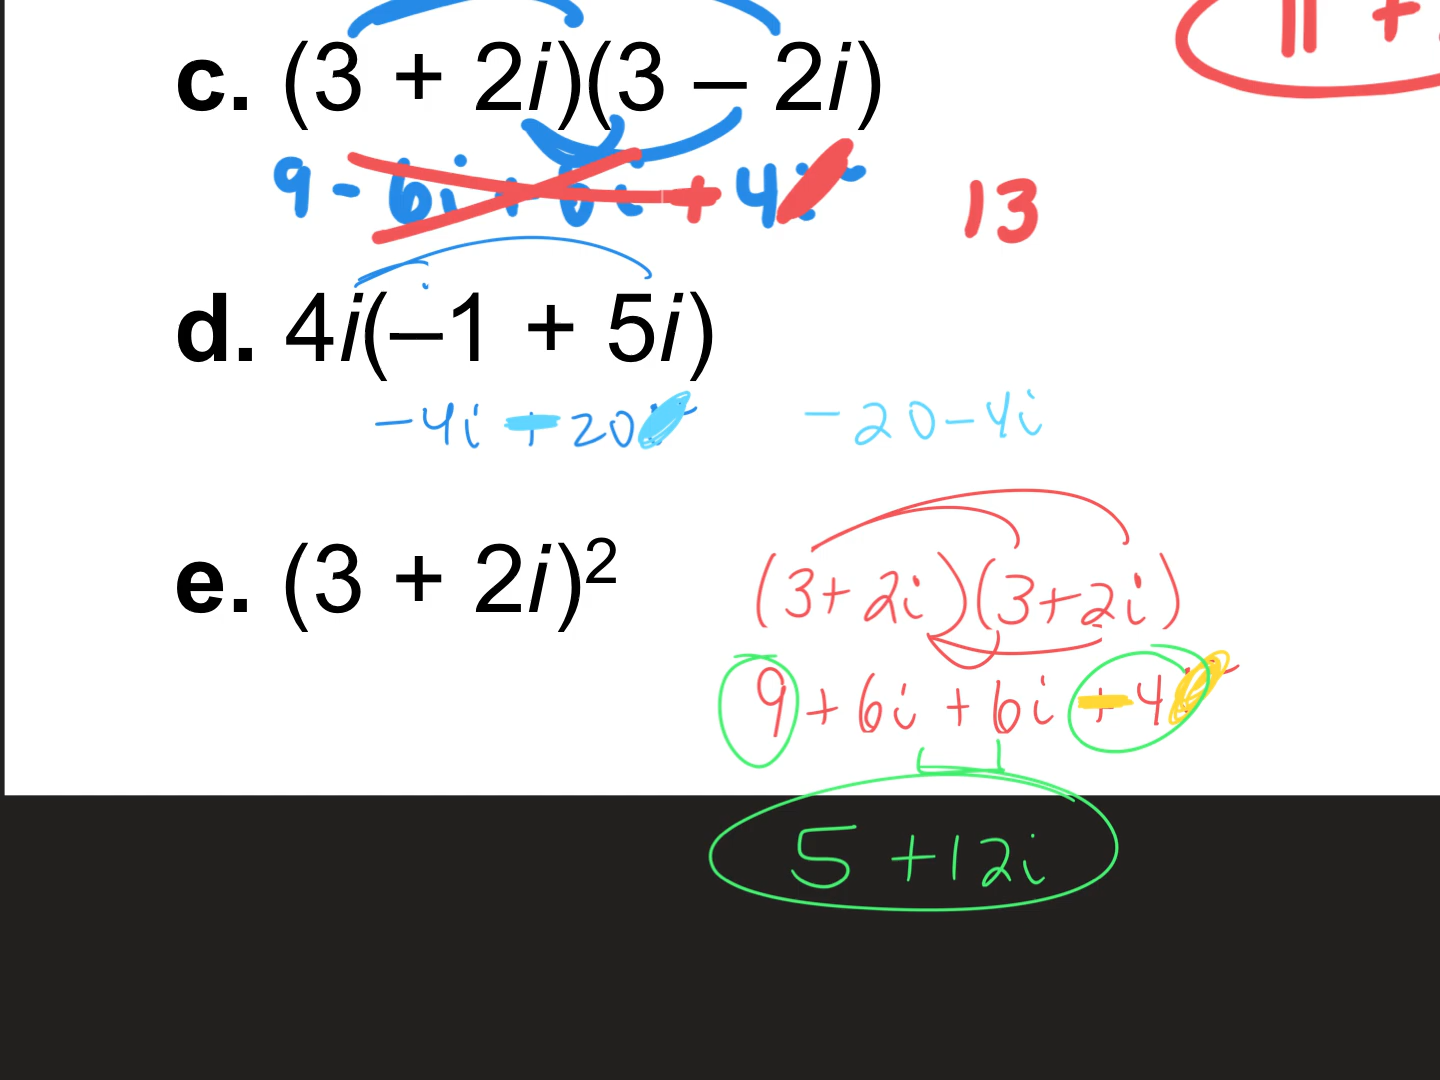 11 +
c. (3 + 2i)(3 – 2i)
9 - 6i + 6i + 4 13
d. 4i(–1 + 5i)
-4i - 20 -20-4i
e. (3 + 2i)² (3+2i)(3+2i)
9 + 6i + 6i - 4
5 +12i